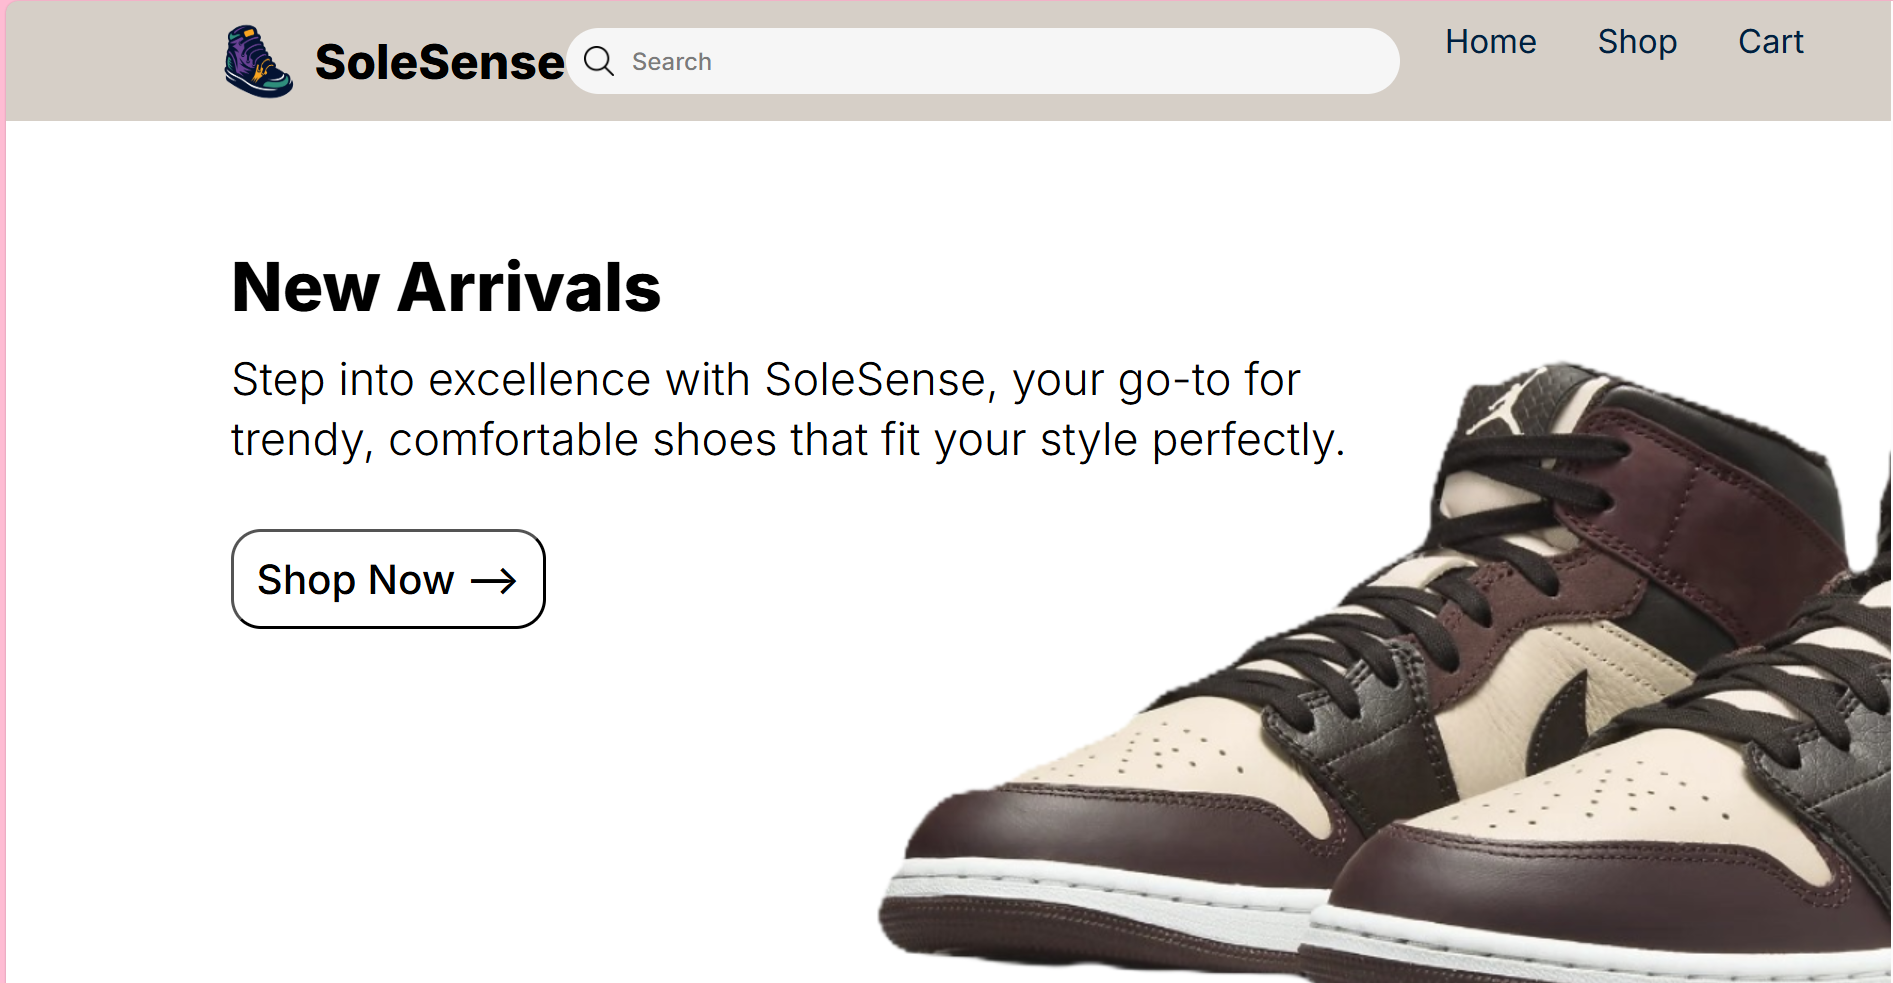 SoleSense
Search
Home
Shop
Cart
New Arrivals
Step into excellence with SoleSense, your go-to for
trendy, comfortable shoes that fit your style perfectly.
Shop Now →